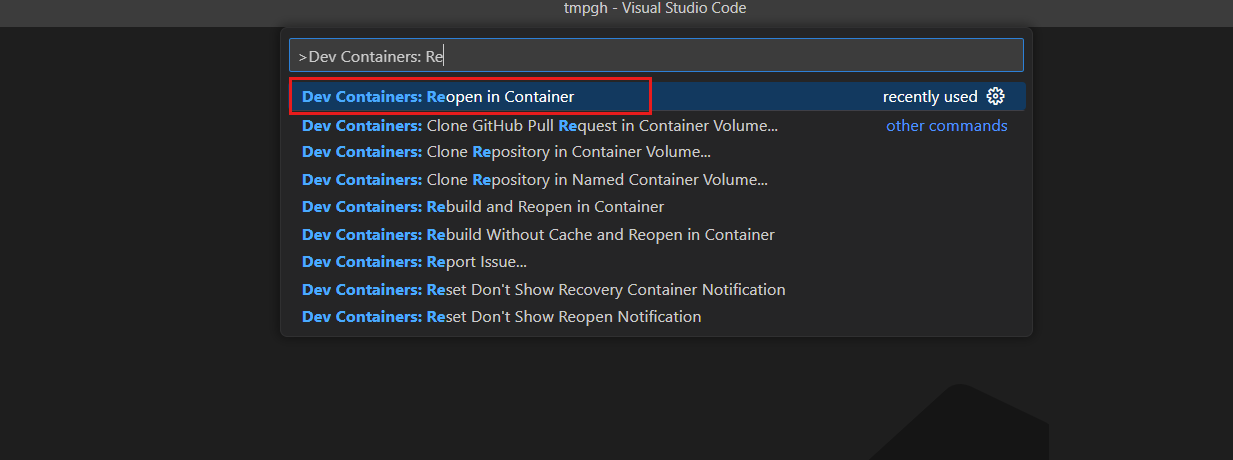 tmpgh - Visual Studio Code
>Dev Containers: Re
Dev Containers: Reopen in Container recently used
Dev Containers: Clone GitHub Pull Request in Container Volume... other commands
Dev Containers: Clone Repository in Container Volume...
Dev Containers: Clone Repository in Named Container Volume...
Dev Containers: Rebuild and Reopen in Container
Dev Containers: Rebuild Without Cache and Reopen in Container
Dev Containers: Report Issue...
Dev Containers: Reset Don't Show Recovery Container Notification
Dev Containers: Reset Don't Show Reopen Notification